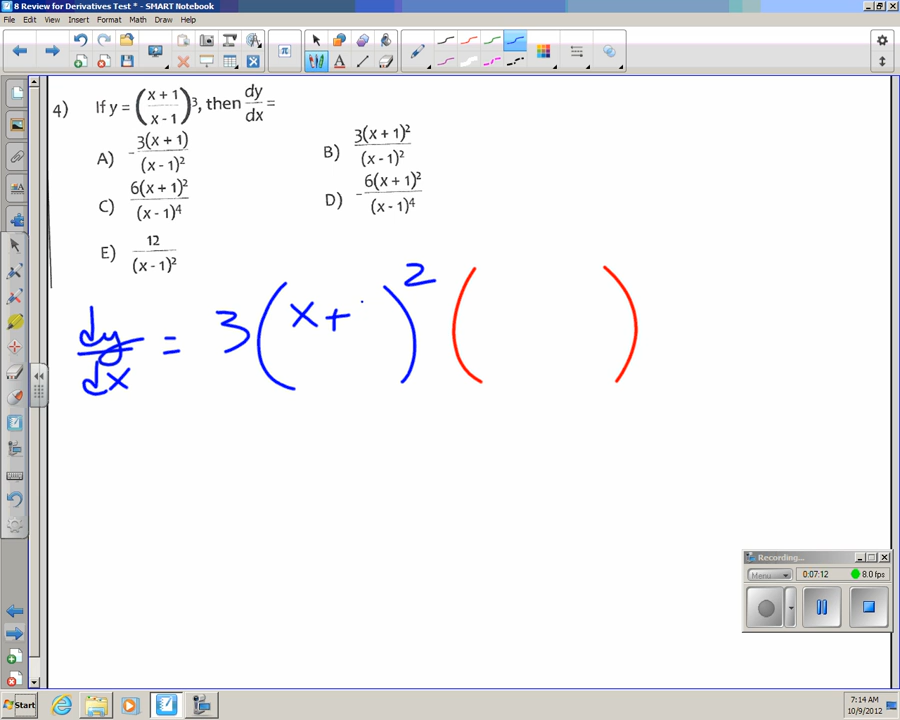 8 Review for Derivatives Test * - SMART Notebook
File Edit View Insert Format Math Draw Help
4) If y = (x + 1 / x - 1)³, then dy/dx =
A) - 3(x + 1) / (x - 1)²
B) 3(x + 1)² / (x - 1)²
C) 6(x + 1)² / (x - 1)⁴
D) - 6(x + 1)² / (x - 1)⁴
E) 12 / (x - 1)²
dy/dx = 3(x+ )² ( )
Recording...
Menu 0:07:12 8.0 fps
Start
7:14 AM
10/9/2012